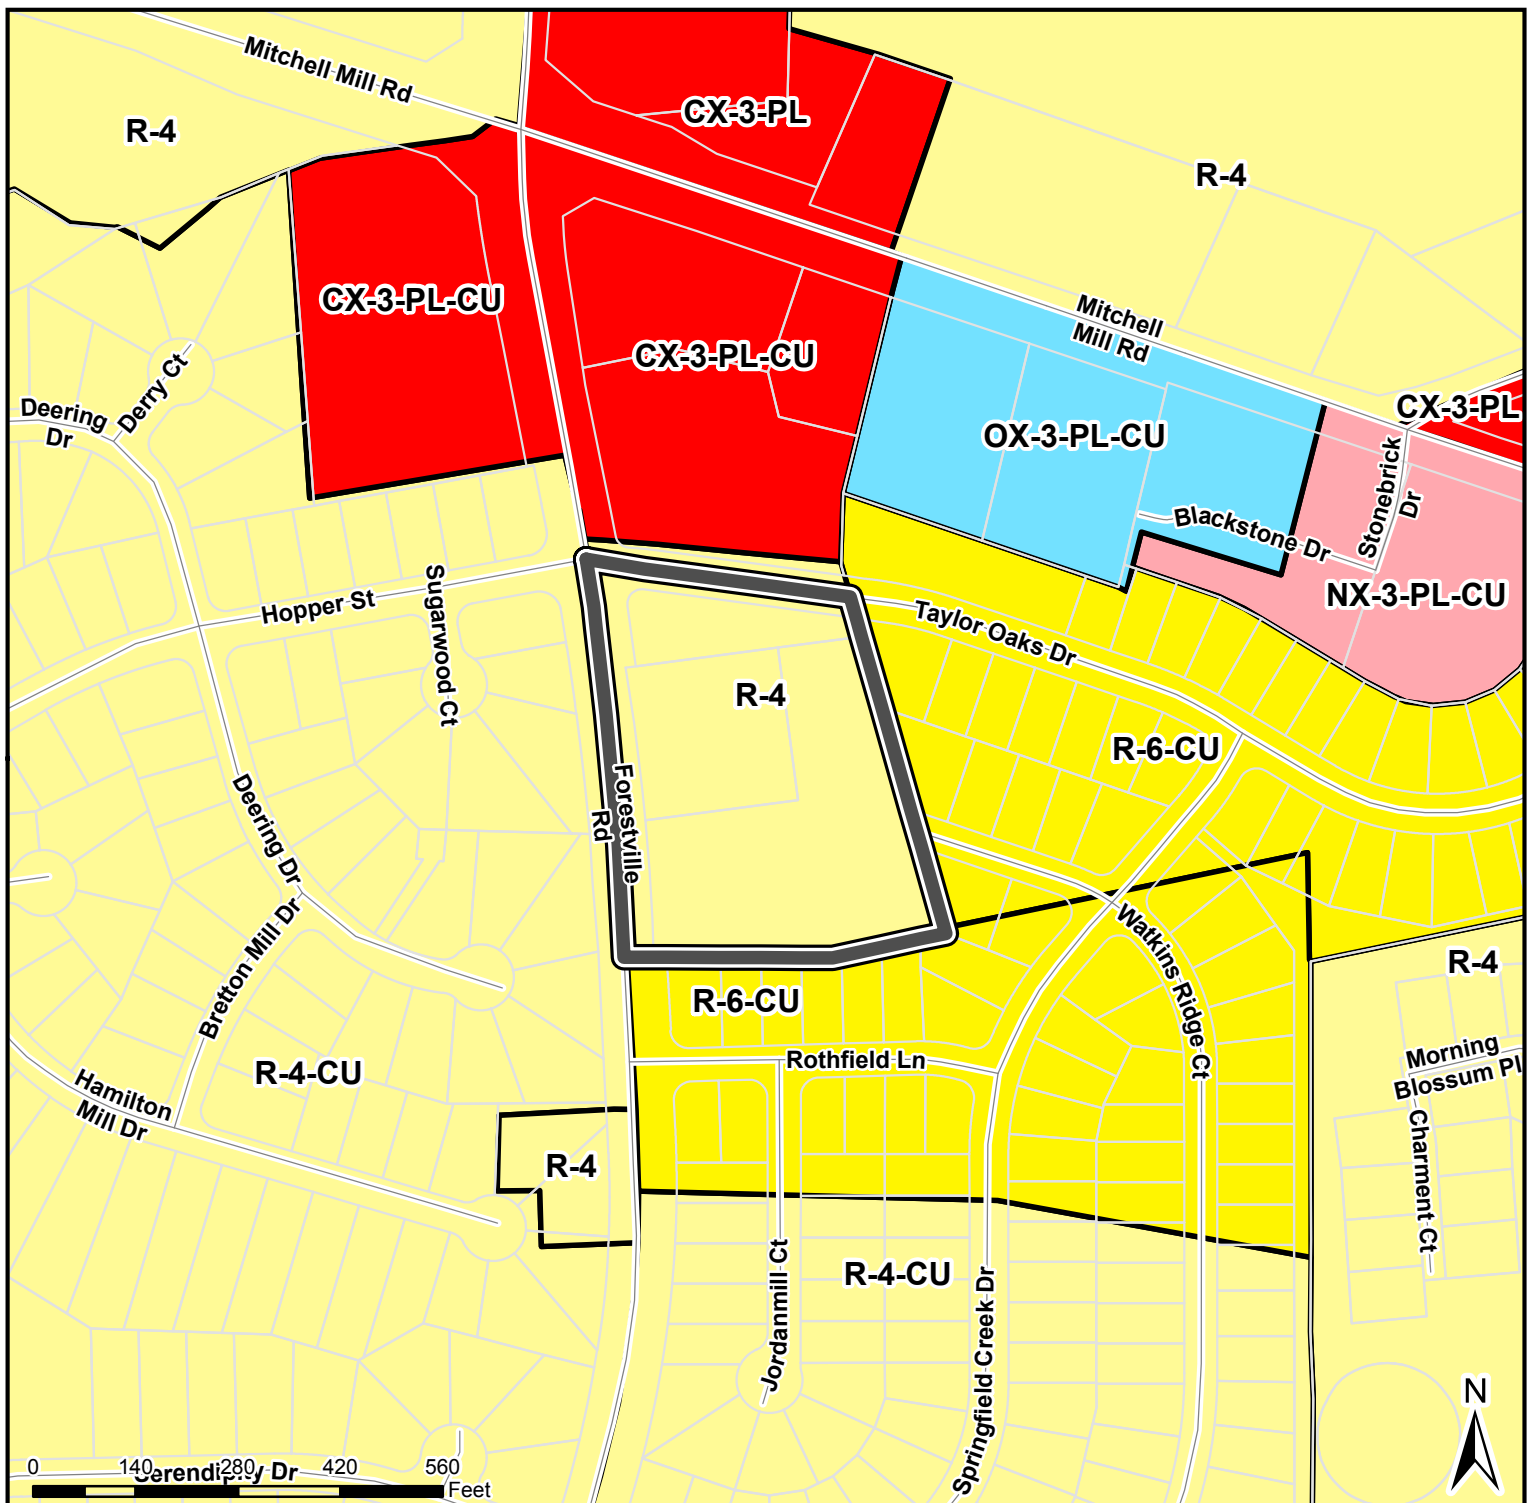 Mitchell Mill Rd
CX-3-PL
R-4
R-4
CX-3-PL-CU
Mitchell
Mill Rd
CX-3-PL-CU
Derry Ct
Deering
Dr
CX-3-PL
OX-3-PL-CU
Stonebrick
Dr
Blackstone Dr
NX-3-PL-CU
Hopper St
Sugarwood Ct
Taylor Oaks Dr
R-4
R-6-CU
Forestville
Rd
Deering Dr
Bretton Mill Dr
Watkins Ridge Ct
R-4
R-6-CU
Rothfield Ln
R-4-CU
Morning
Blossum Pl
Hamilton
Mill Dr
Charment Ct
R-4
R-4-CU
Jordanmill Ct
Springfield Creek Dr
N
0 140 280 420 560
Feet
Serendipity Dr